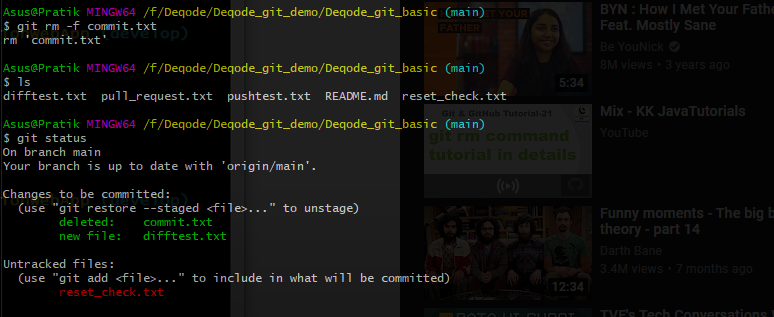 Asus@Pratik MINGW64 /f/Deqode/Deqode_git_demo/Deqode_git_basic (main)
$ git rm -f commit.txt
rm 'commit.txt'
Asus@Pratik MINGW64 /f/Deqode/Deqode_git_demo/Deqode_git_basic (main)
$ ls
difftest.txt  pull_request.txt  pushtest.txt  README.md  reset_check.txt
Asus@Pratik MINGW64 /f/Deqode/Deqode_git_demo/Deqode_git_basic (main)
$ git status
On branch main
Your branch is up to date with 'origin/main'.
Changes to be committed:
  (use "git restore --staged <file>..." to unstage)
        deleted:    commit.txt
        new file:   difftest.txt
Untracked files:
  (use "git add <file>..." to include in what will be committed)
        reset_check.txt
FATHER
5:34
BYN : How I Met Your Fath
Feat. Mostly Sane
Be YouNick
8M views • 3 years ago
Git & GitHub Tutorial-21
git rm command
tutorial in details
Mix - KK JavaTutorials
YouTube
12:34
Funny moments - The big b
theory - part 14
Darth Bane
3.4M views • 7 months ago
TVF's Tech Conversations